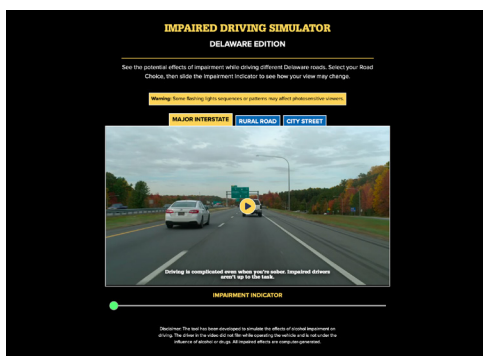 IMPAIRED DRIVING SIMULATOR
DELAWARE EDITION
See the potential effects of impairment while driving different Delaware roads. Select your Road
Choice, then slide the Impairment Indicator to see how your view may change.
Warning: Some flashing lights sequences or patterns may affect photosensitive viewers.
MAJOR INTERSTATE
RURAL ROAD
CITY STREET
Driving is complicated even when you're sober. Impaired drivers
aren't up to the task.
IMPAIRMENT INDICATOR
Disclaimer: The tool has been developed to simulate the effects of alcohol impairment on
driving. The driver in the video did not film while operating the vehicle and is not under the
influence of alcohol or drugs. All impaired effects are computer-generated.